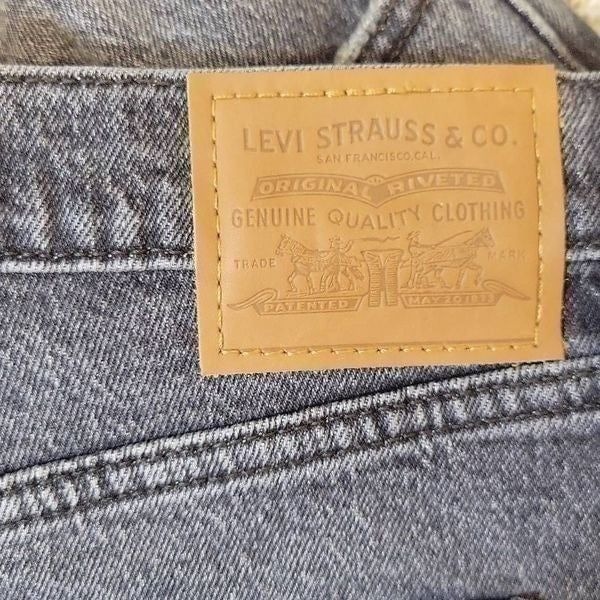 LEVI STRAUSS & CO.
SAN FRANCISCO, CAL.
ORIGINAL RIVETED
GENUINE QUALITY CLOTHING
TRADE MARK
PATENTED MAY 20 1873